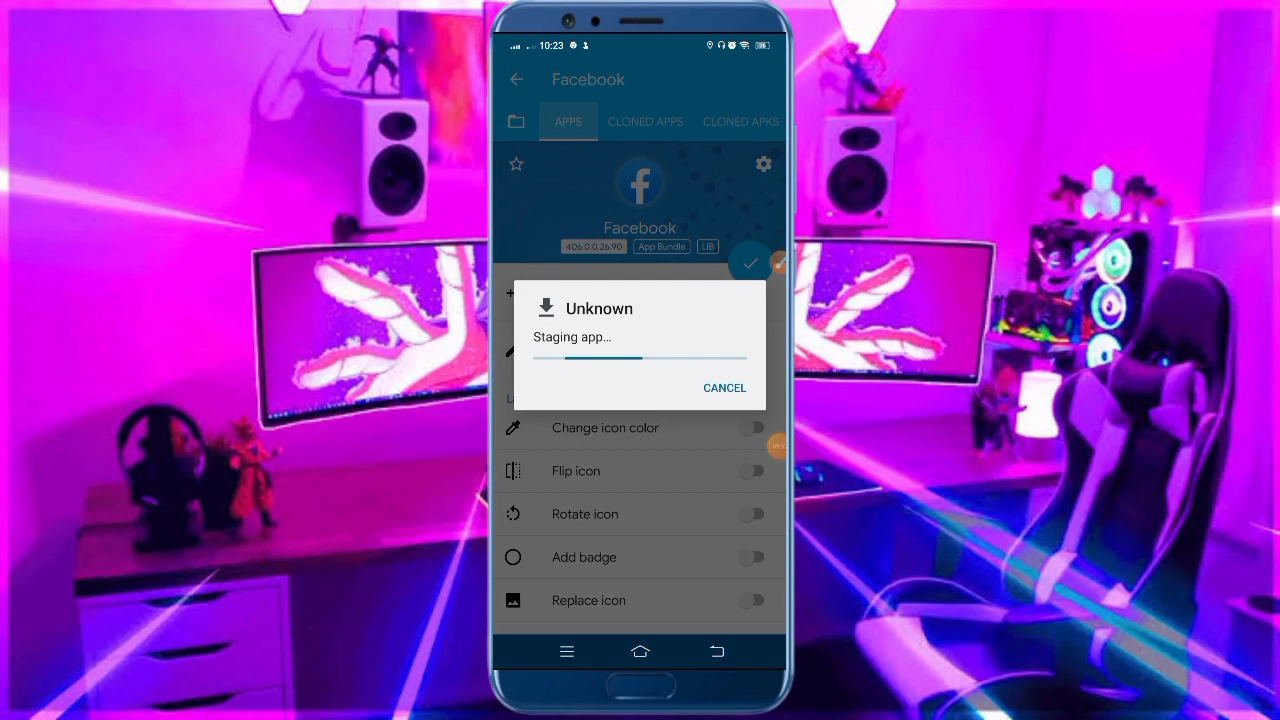 10:23
Facebook
APPS CLONED APPS CLONED APKS
Facebook
406.0.0.26.90 App Bundle LIB
Unknown
Staging app...
CANCEL
Change icon color
Flip icon
Rotate icon
Add badge
Replace icon